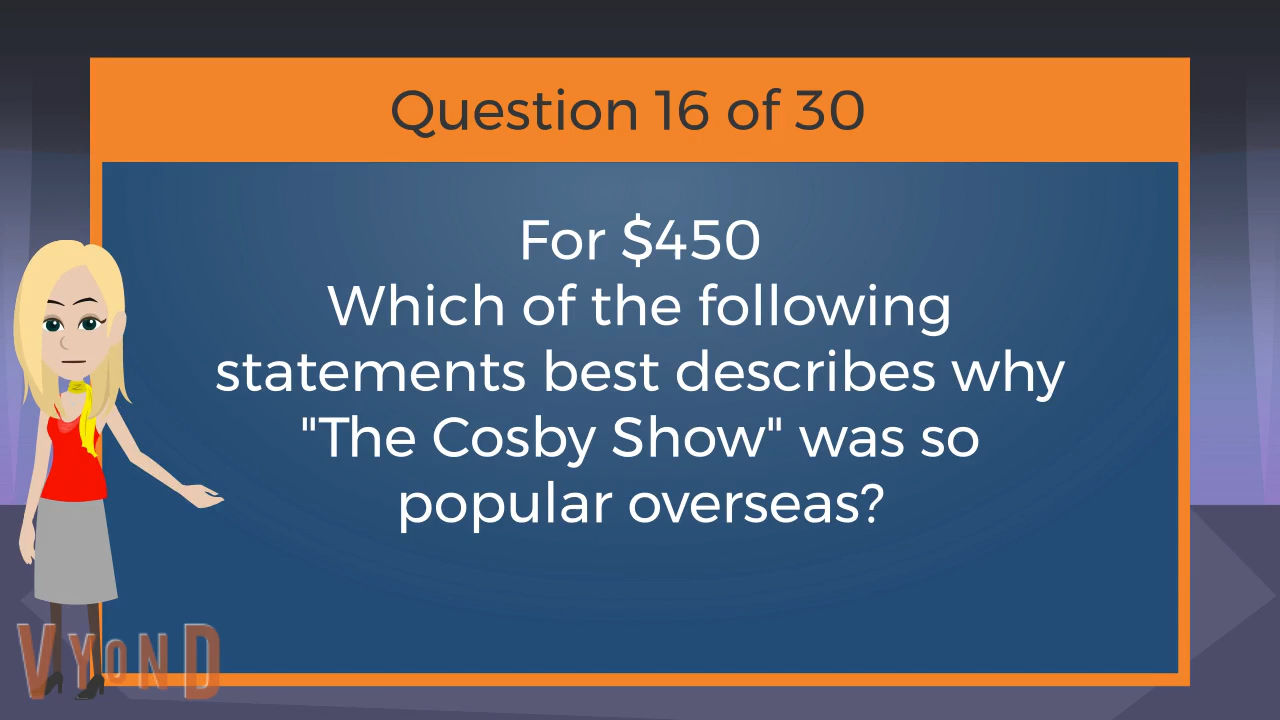 Question 16 of 30
For $450
Which of the following
statements best describes why
"The Cosby Show" was so
popular overseas?
VYOND